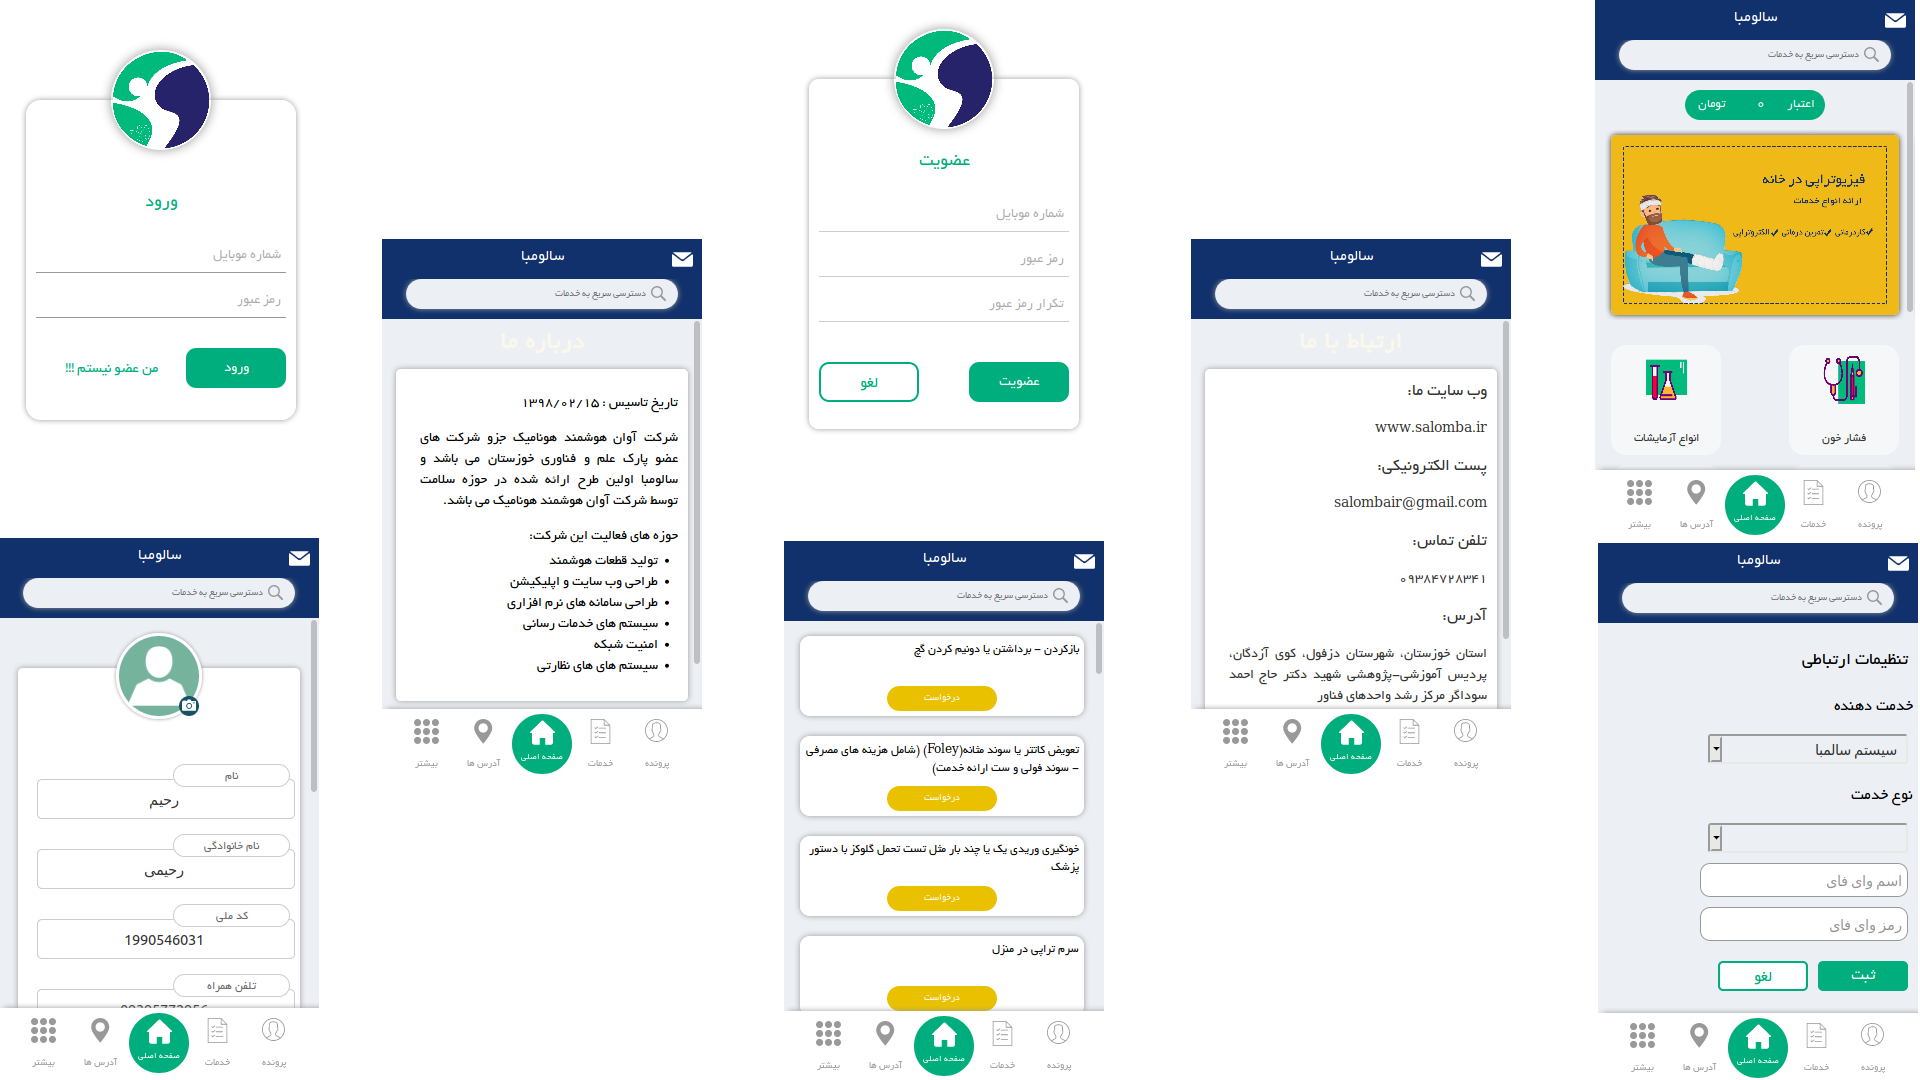 ورود
شماره موبایل
رمز عبور
ورود
من عضو نیستم !!!
سالومبا
دسترسی سریع به خدمات
درباره ما
تاریخ تاسیس : ۱۳۹۸/۰۲/۱۵
شرکت آوان هوشمند هونامیک جزو شرکت های
عضو پارک علم و فناوری خوزستان می باشد و
سالومبا اولین طرح ارائه شده در حوزه سلامت
توسط شرکت آوان هوشمند هونامیک می باشد.
حوزه های فعالیت این شرکت:
• تولید قطعات هوشمند
• طراحی وب سایت و اپلیکیشن
• طراحی سامانه های نرم افزاری
• سیستم های خدمات رسانی
• امنیت شبکه
• سیستم های های نظارتی
پرونده
خدمات
صفحه اصلی
آدرس ها
بیشتر
عضویت
شماره موبایل
رمز عبور
تکرار رمز عبور
عضویت
لغو
سالومبا
دسترسی سریع به خدمات
ارتباط با ما
وب سایت ما:
www.salomba.ir
پست الکترونیکی:
salombair@gmail.com
تلفن تماس:
۰۹۳۸۴۷۲۸۳۴۱
آدرس:
استان خوزستان، شهرستان دزفول، کوی آزدگان،
پردیس آموزشی-پژوهشی شهید دکتر حاج احمد
سوداگر مرکز رشد واحدهای فناور
پرونده
خدمات
صفحه اصلی
آدرس ها
بیشتر
سالومبا
دسترسی سریع به خدمات
اعتبار ۰ تومان
فیزیوتراپی در خانه
ارائه انواع خدمات
✓کاردرمانی ✓تمرین درمانی ✓الکتروتراپی
فشار خون
انواع آزمایشات
پرونده
خدمات
صفحه اصلی
آدرس ها
بیشتر
سالومبا
دسترسی سریع به خدمات
نام
رحیم
نام خانوادگی
رحیمی
کد ملی
1990546031
تلفن همراه
پرونده
خدمات
صفحه اصلی
آدرس ها
بیشتر
سالومبا
دسترسی سریع به خدمات
بازکردن - برداشتن یا دونیم کردن گچ
درخواست
تعویض کاتتر یا سوند مثانه(Foley) (شامل هزینه های مصرفی
- سوند فولی و ست ارائه خدمت)
درخواست
خونگیری وریدی یک یا چند بار مثل تست تحمل گلوکز با دستور
پزشک
درخواست
سرم تراپی در منزل
درخواست
پرونده
خدمات
صفحه اصلی
آدرس ها
بیشتر
سالومبا
دسترسی سریع به خدمات
تنظیمات ارتباطی
خدمت دهنده
سیستم سالمبا
نوع خدمت
اسم وای فای
رمز وای فای
ثبت
لغو
پرونده
خدمات
صفحه اصلی
آدرس ها
بیشتر